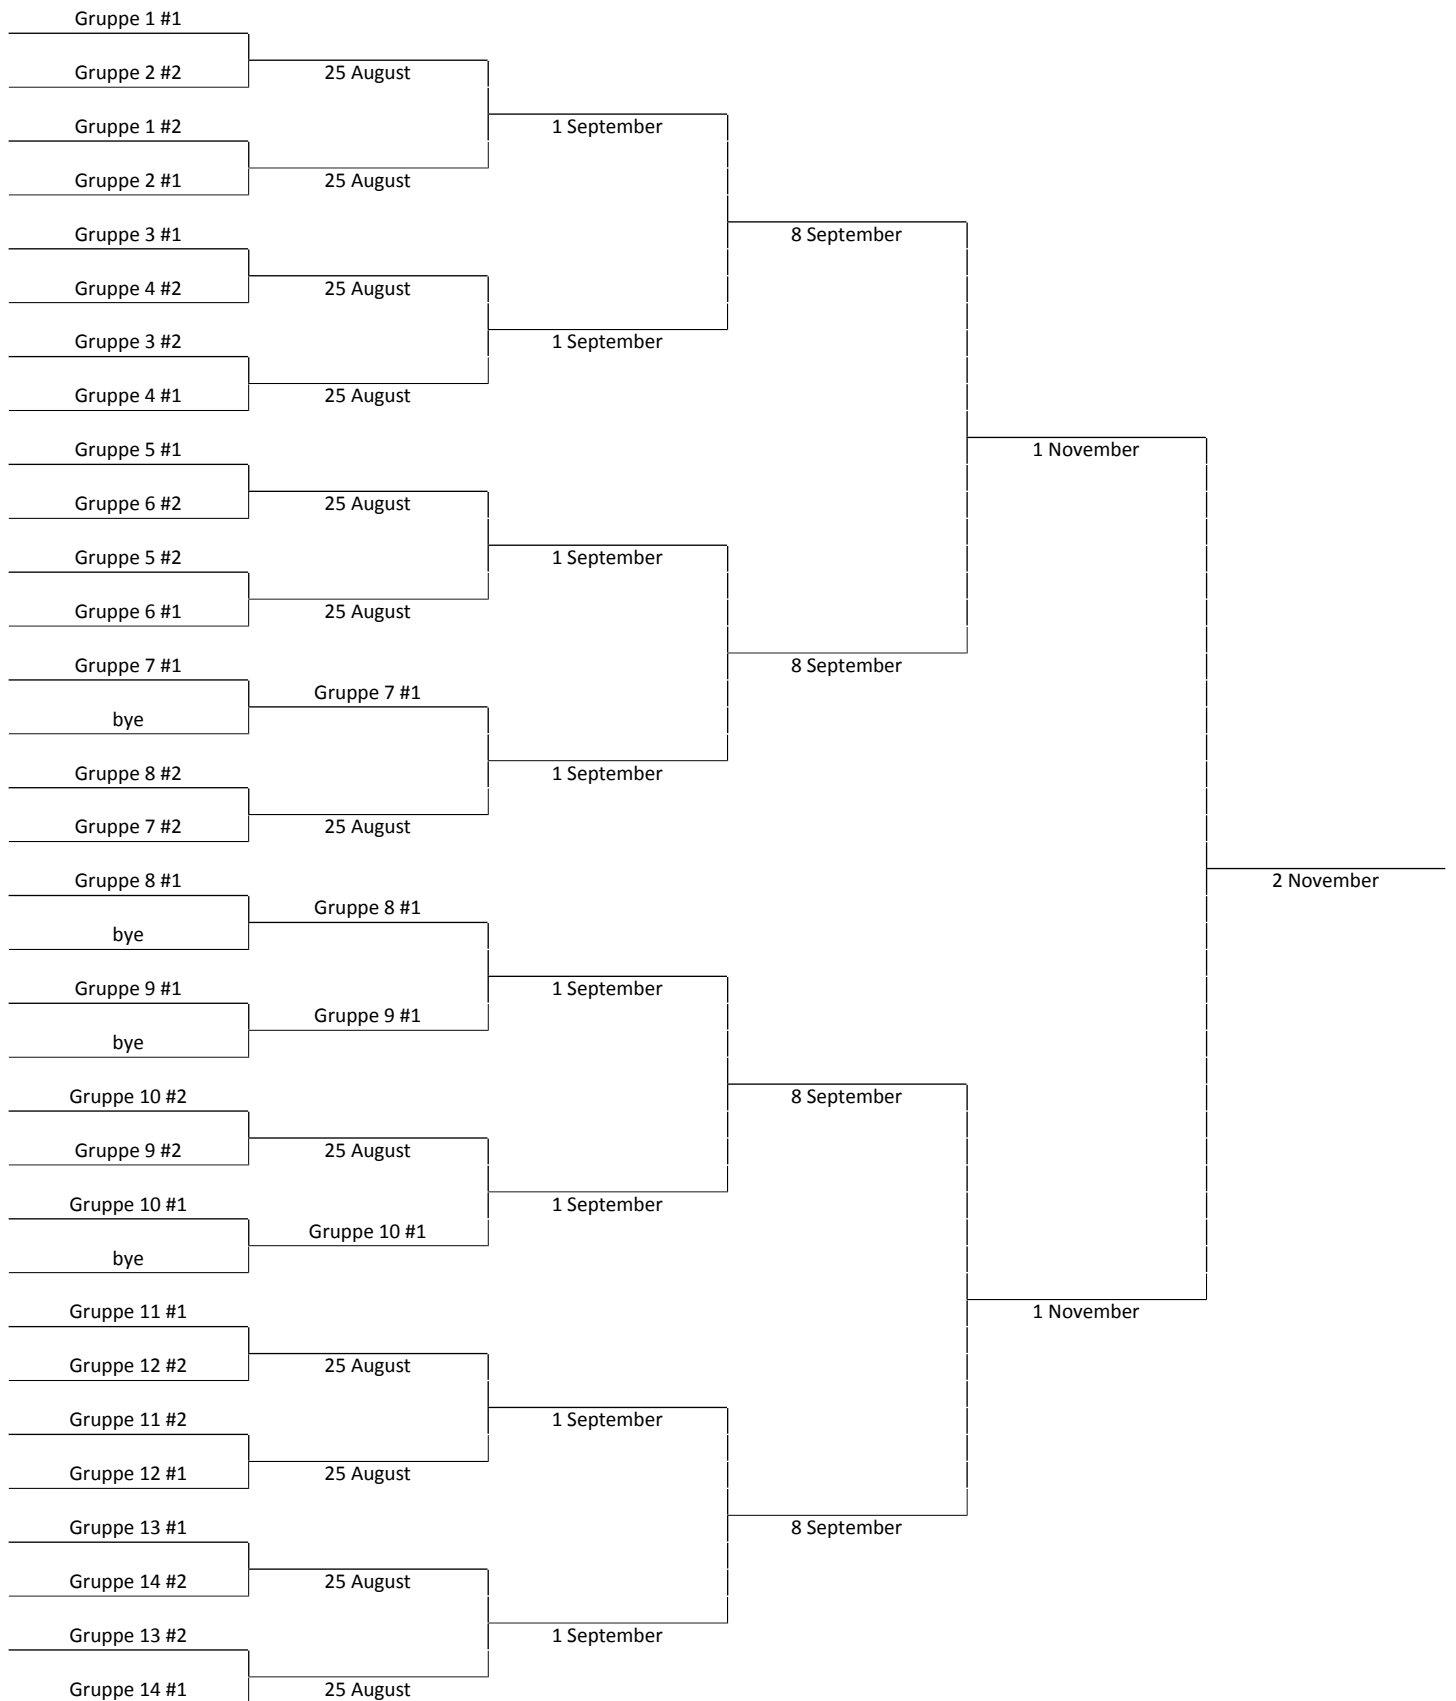 Gruppe 1 #1
Gruppe 2 #2
25 August
Gruppe 1 #2
1 September
Gruppe 2 #1
25 August
Gruppe 3 #1
8 September
Gruppe 4 #2
25 August
Gruppe 3 #2
1 September
Gruppe 4 #1
25 August
Gruppe 5 #1
1 November
Gruppe 6 #2
25 August
Gruppe 5 #2
1 September
Gruppe 6 #1
25 August
Gruppe 7 #1
8 September
Gruppe 7 #1
bye
Gruppe 8 #2
1 September
Gruppe 7 #2
25 August
Gruppe 8 #1
2 November
Gruppe 8 #1
bye
Gruppe 9 #1
1 September
Gruppe 9 #1
bye
Gruppe 10 #2
8 September
Gruppe 9 #2
25 August
Gruppe 10 #1
1 September
Gruppe 10 #1
bye
Gruppe 11 #1
1 November
Gruppe 12 #2
25 August
Gruppe 11 #2
1 September
Gruppe 12 #1
25 August
Gruppe 13 #1
8 September
Gruppe 14 #2
25 August
Gruppe 13 #2
1 September
Gruppe 14 #1
25 August